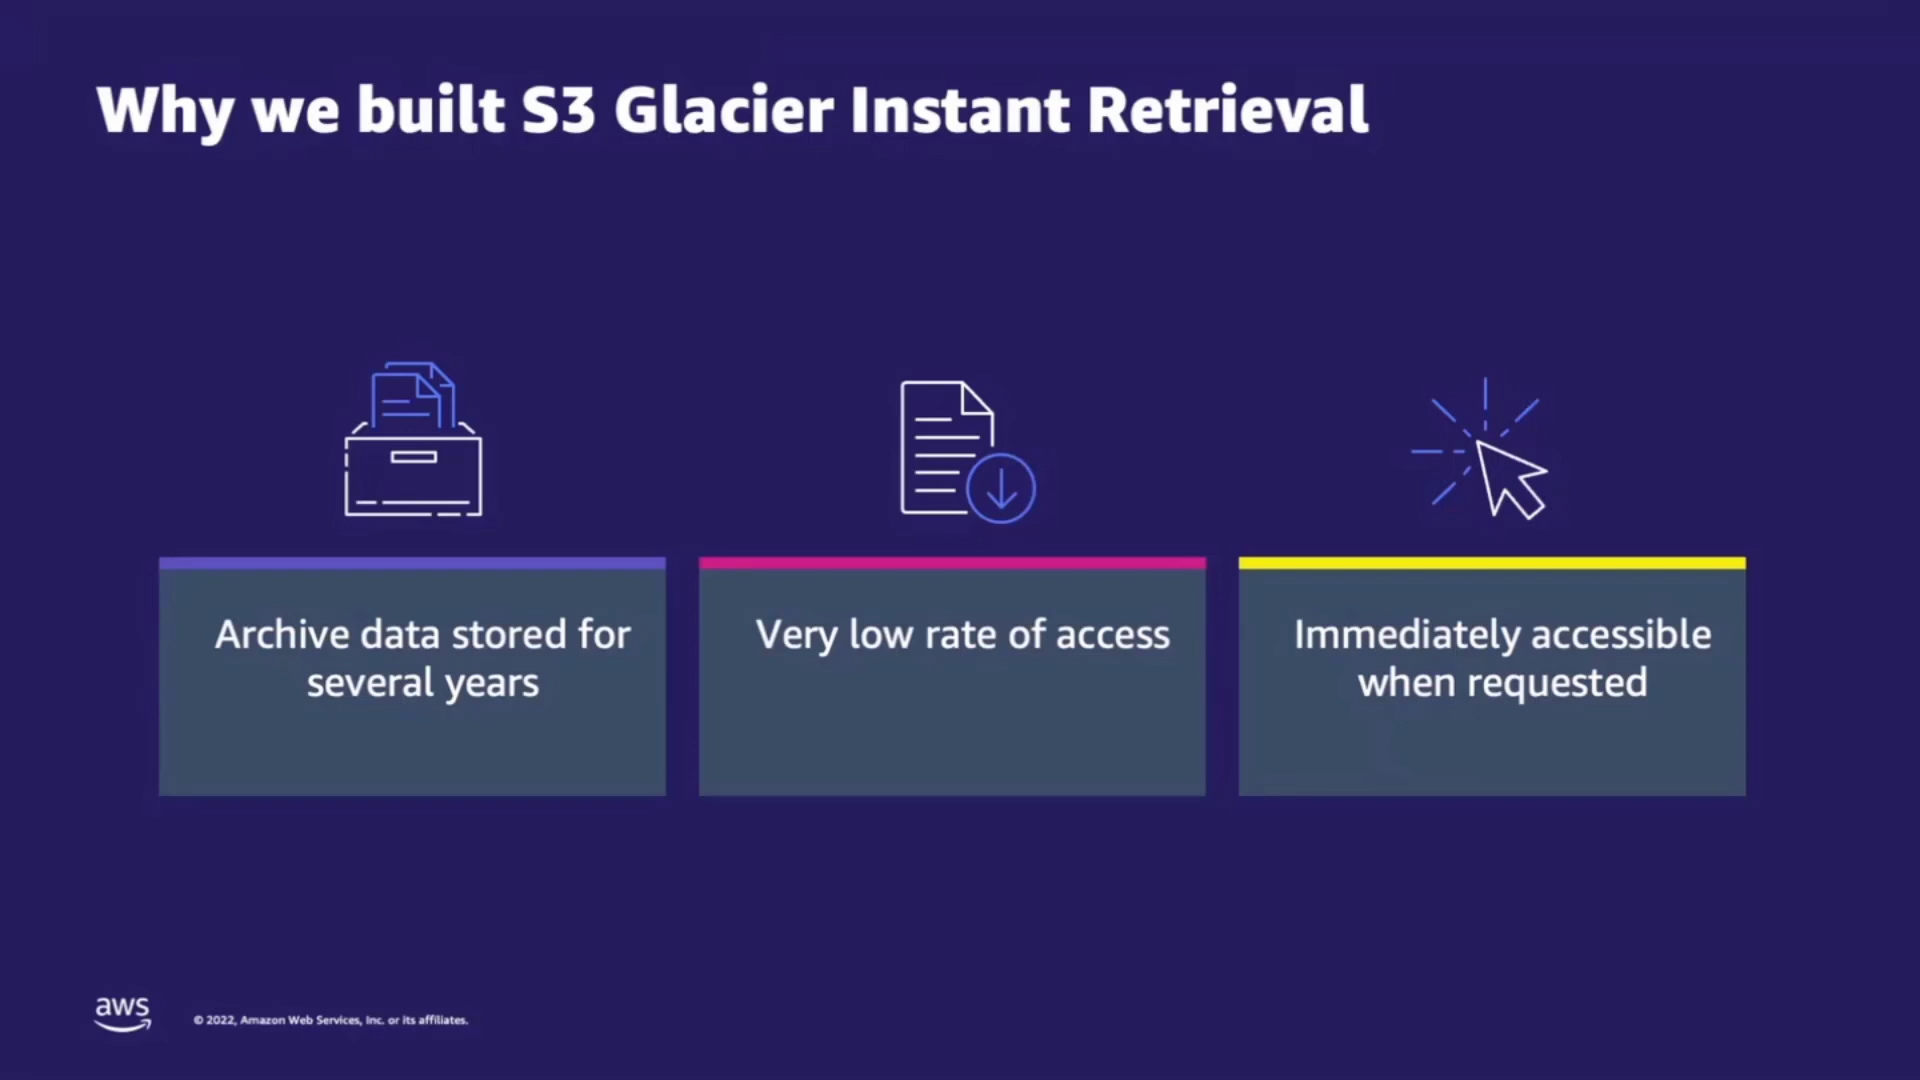 Why we built S3 Glacier Instant Retrieval
Archive data stored for
several years
Very low rate of access
Immediately accessible
when requested
aws
© 2022, Amazon Web Services, Inc. or its affiliates.